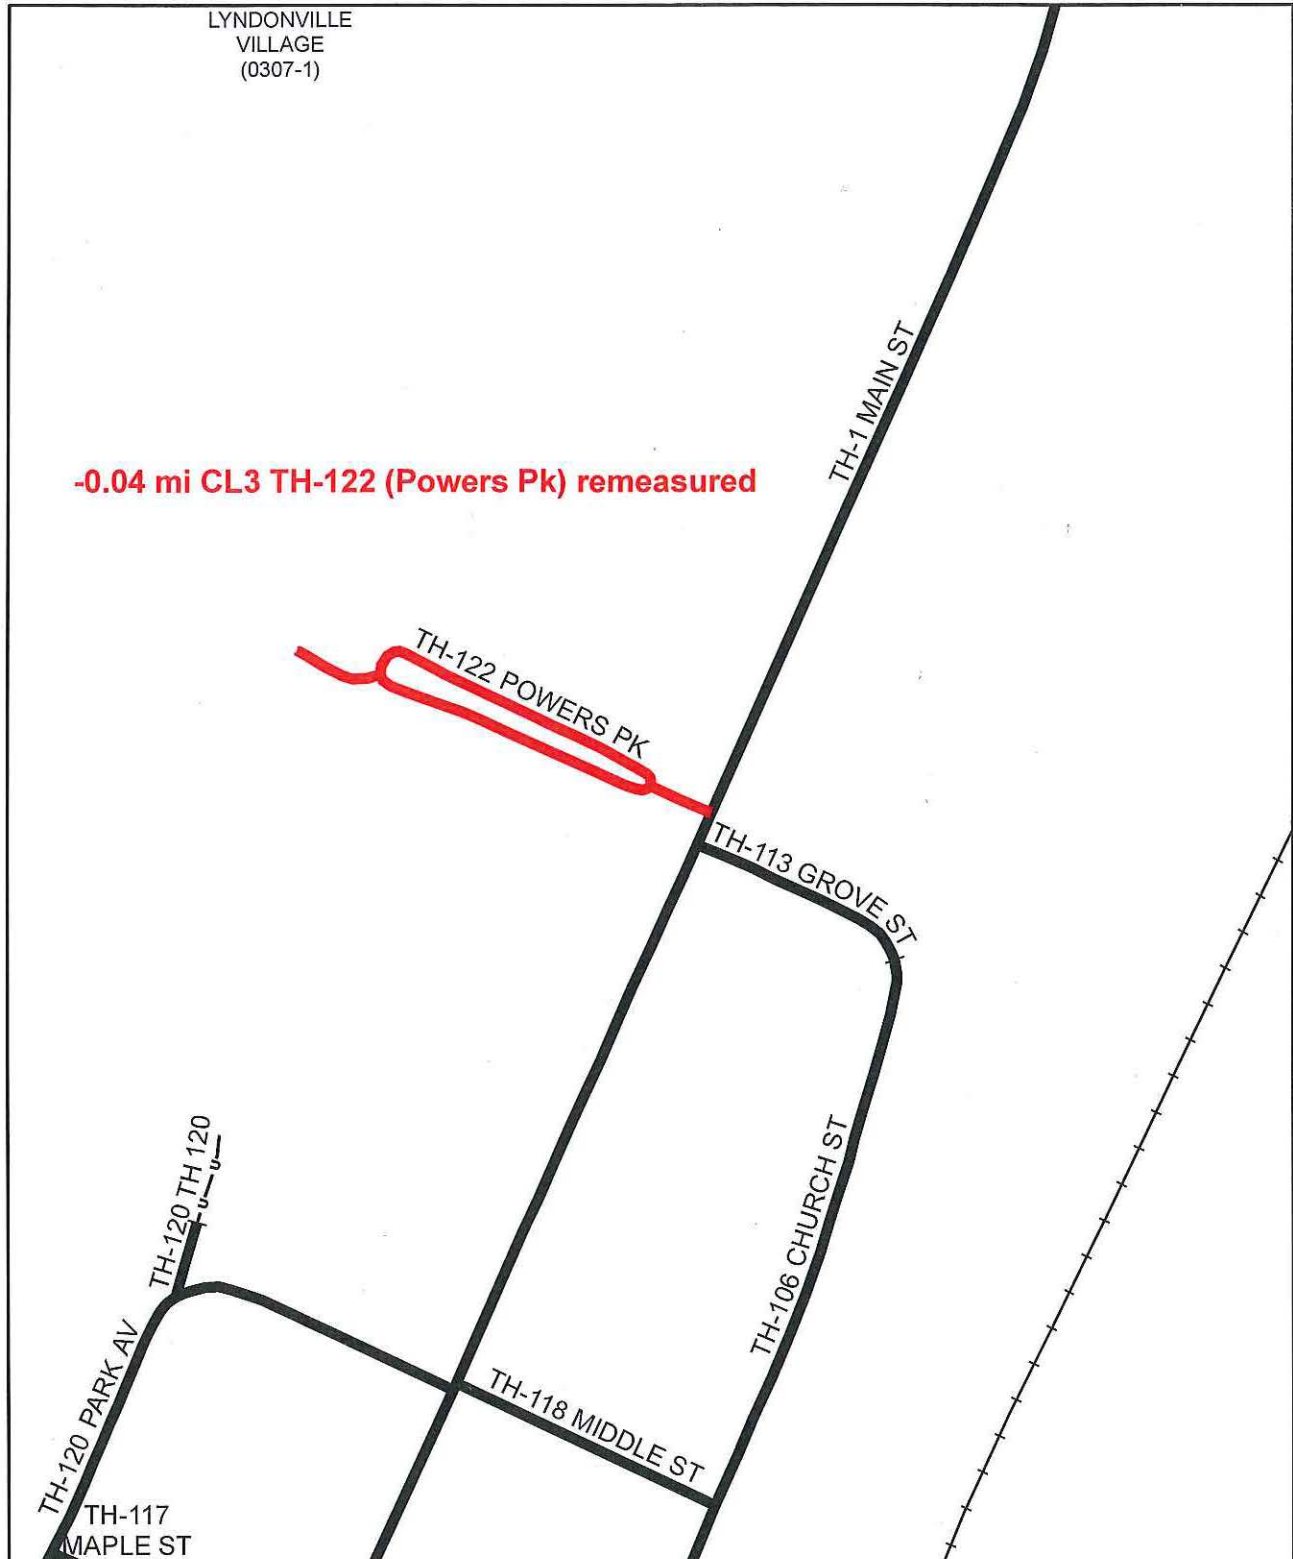 LYNDONVILLE
VILLAGE
(0307-1)
TH-1 MAIN ST
-0.04 mi CL3 TH-122 (Powers Pk) remeasured
TH-122 POWERS PK
TH-113 GROVE ST
TH-120 TH 120
TH-106 CHURCH ST
TH-120 PARK AV
TH-118 MIDDLE ST
TH-117
MAPLE ST